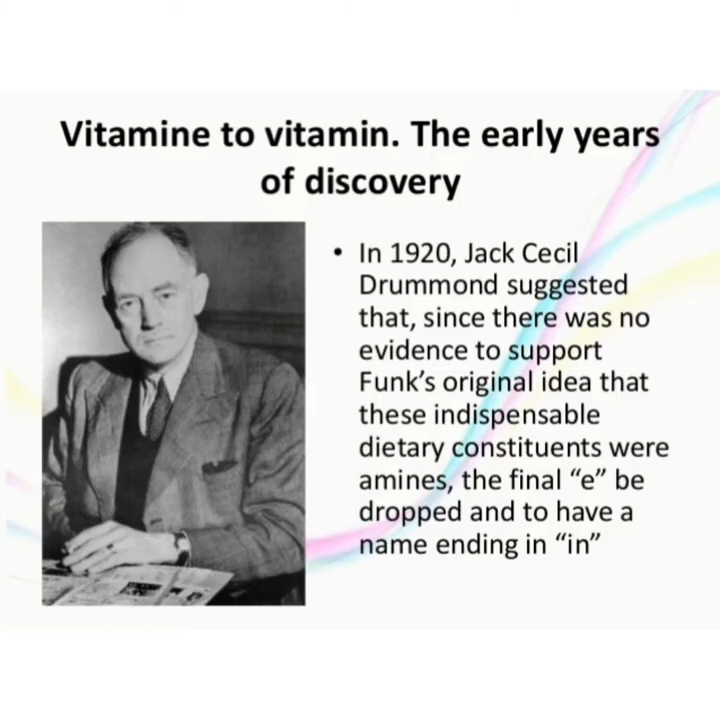 Vitamine to vitamin. The early years
of discovery
• In 1920, Jack Cecil
Drummond suggested
that, since there was no
evidence to support
Funk’s original idea that
these indispensable
dietary constituents were
amines, the final “e” be
dropped and to have a
name ending in “in”